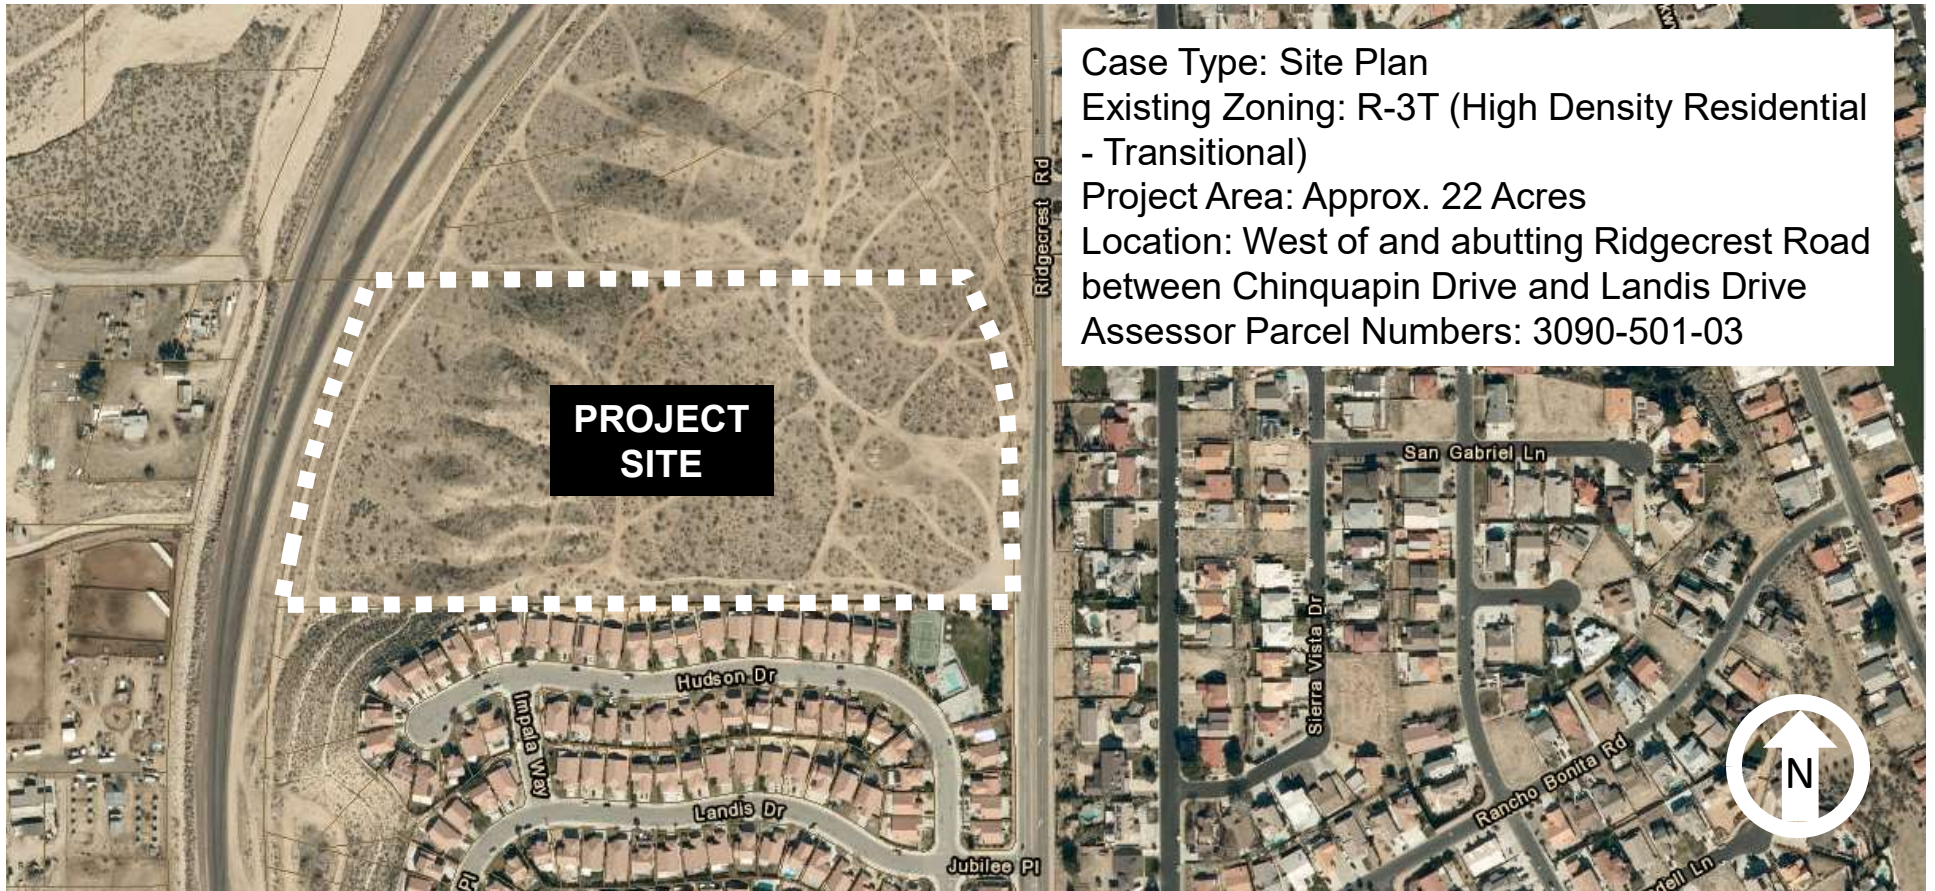 Case Type: Site Plan
Existing Zoning: R-3T (High Density Residential
- Transitional)
Project Area: Approx. 22 Acres
Location: West of and abutting Ridgecrest Road
between Chinquapin Drive and Landis Drive
Assessor Parcel Numbers: 3090-501-03
Ridgecrest Rd
PROJECT
SITE
San Gabriel Ln
Sierra Vista Dr
Hudson Dr
Impala Way
Landis Dr
Jubilee Pl
Pl
Rancho Bonita Rd
Ln
N